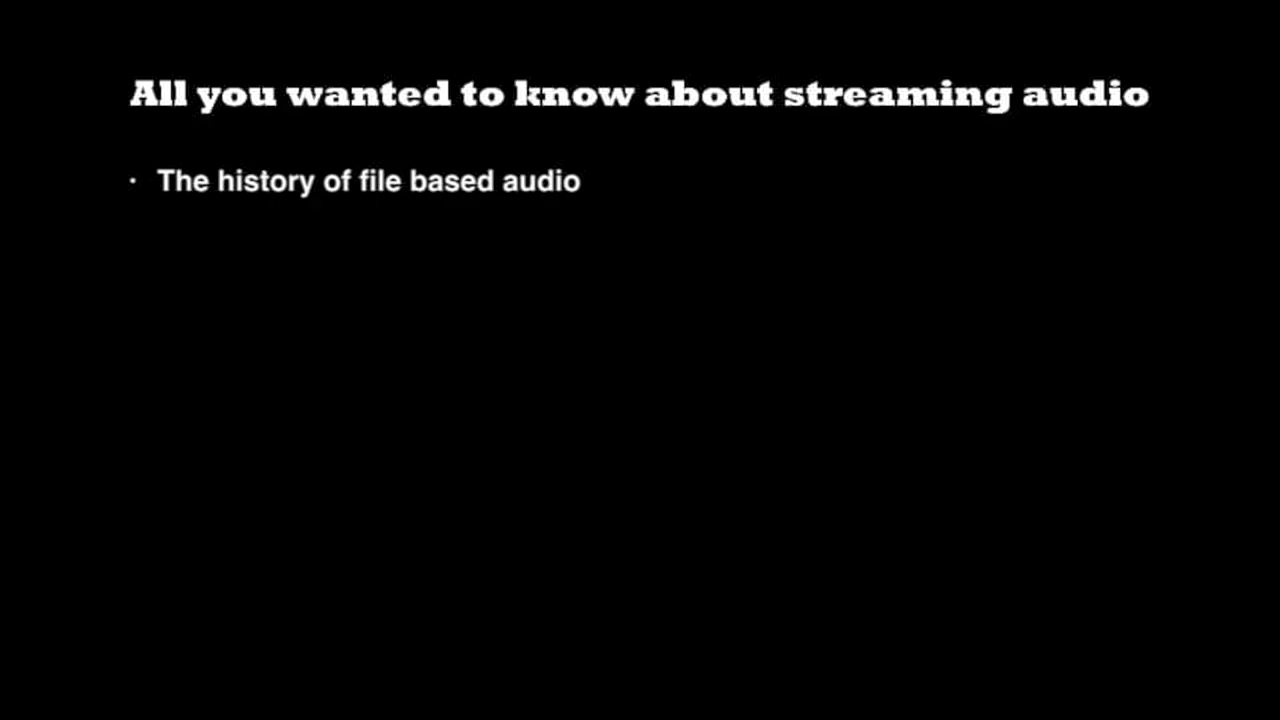 All you wanted to know about streaming audio
· The history of file based audio